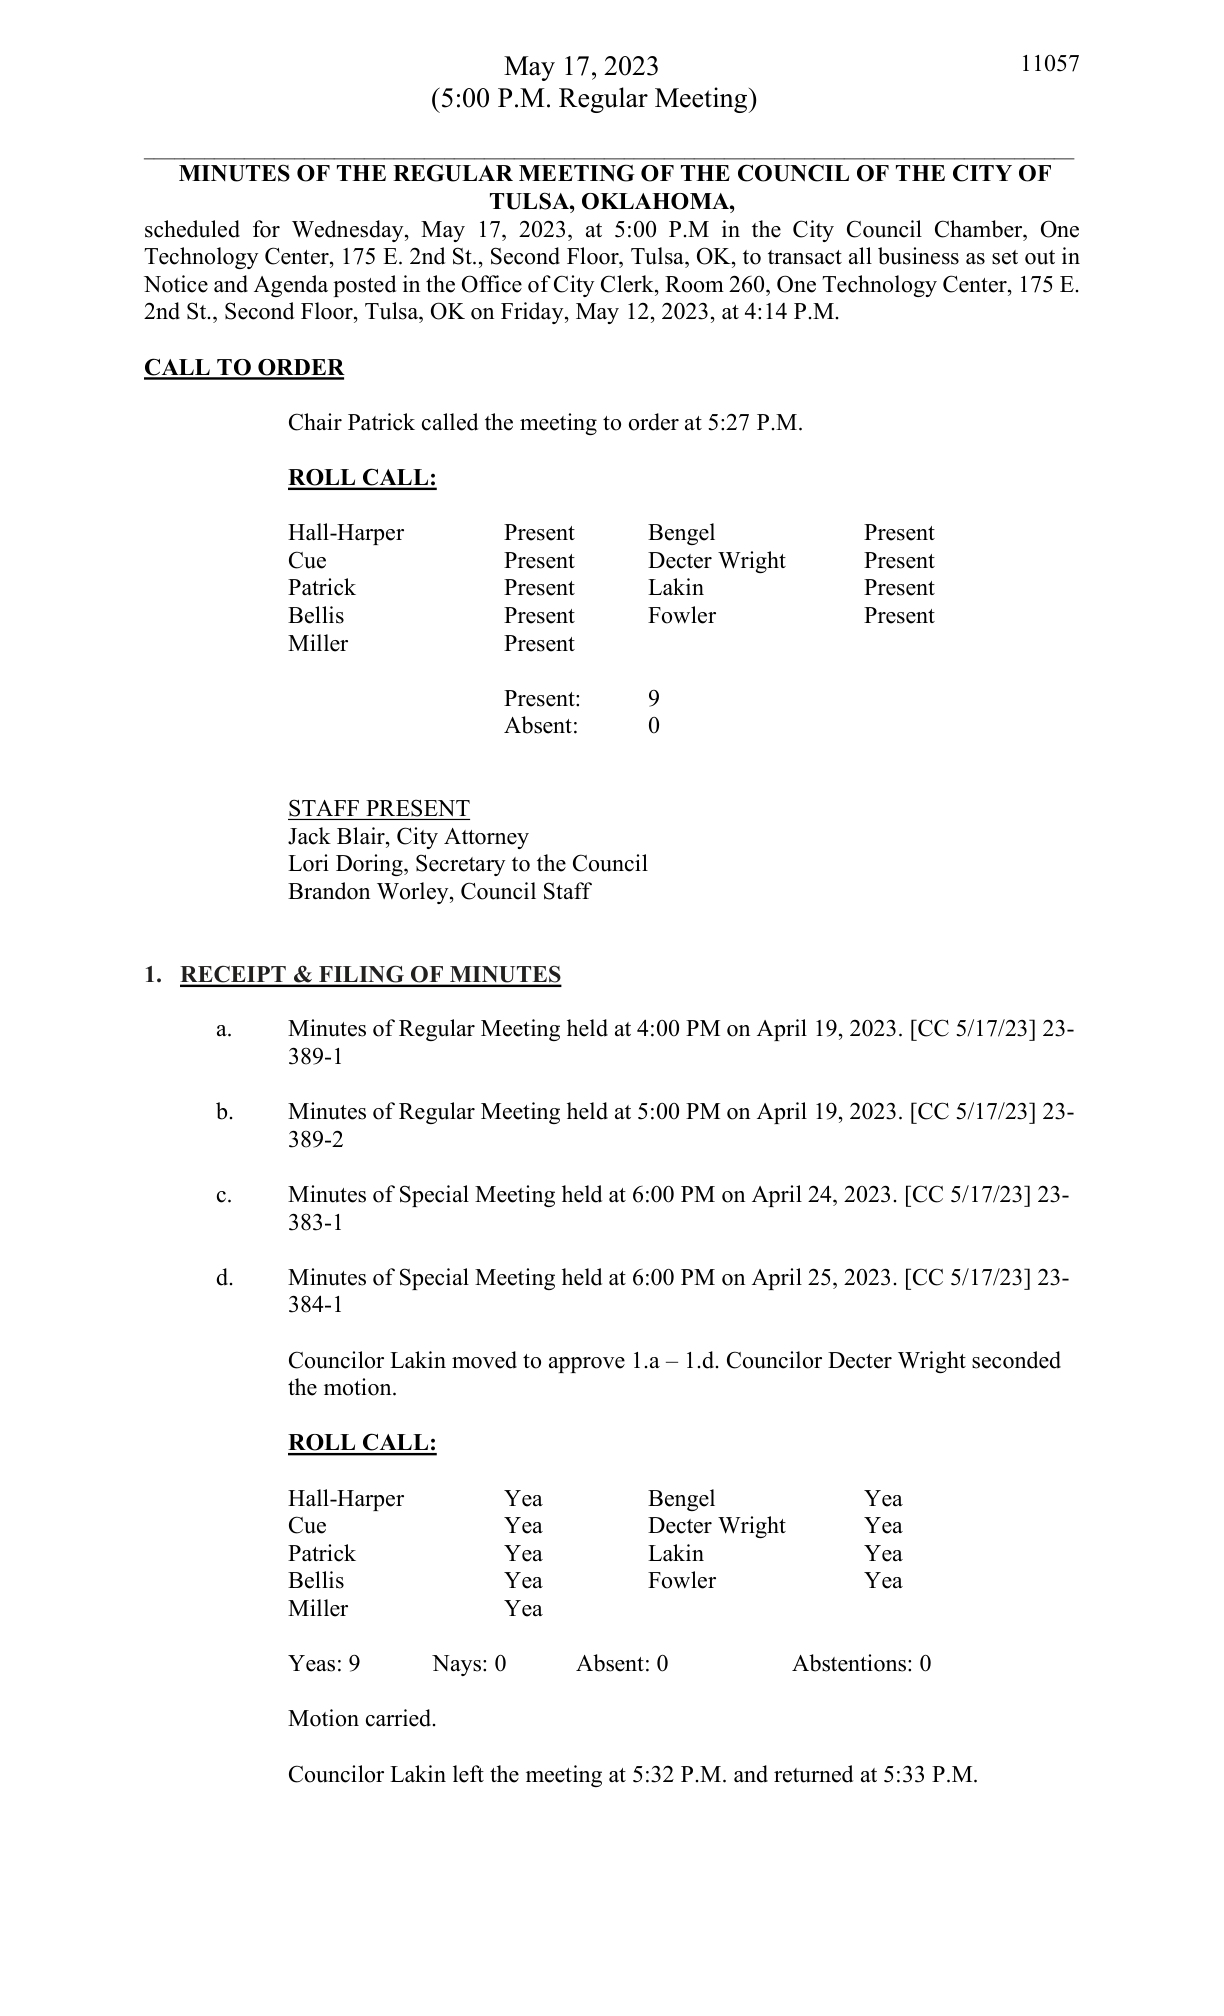 May 17, 2023
11057
(5:00 P.M. Regular Meeting)
MINUTES OF THE REGULAR MEETING OF THE COUNCIL OF THE CITY OF
TULSA, OKLAHOMA,
scheduled for Wednesday, May 17, 2023, at 5:00 P.M in the City Council Chamber, One
Technology Center, 175 E. 2nd St., Second Floor, Tulsa, OK, to transact all business as set out in
Notice and Agenda posted in the Office of City Clerk, Room 260, One Technology Center, 175 E.
2nd St., Second Floor, Tulsa, OK on Friday, May 12, 2023, at 4:14 P.M.
CALL TO ORDER
Chair Patrick called the meeting to order at 5:27 P.M.
ROLL CALL:
Hall-Harper Present Bengel Present
Cue Present Decter Wright Present
Patrick Present Lakin Present
Bellis Present Fowler Present
Miller Present
Present: 9
Absent: 0
STAFF PRESENT
Jack Blair, City Attorney
Lori Doring, Secretary to the Council
Brandon Worley, Council Staff
1. RECEIPT & FILING OF MINUTES
a. Minutes of Regular Meeting held at 4:00 PM on April 19, 2023. [CC 5/17/23] 23-
389-1
b. Minutes of Regular Meeting held at 5:00 PM on April 19, 2023. [CC 5/17/23] 23-
389-2
c. Minutes of Special Meeting held at 6:00 PM on April 24, 2023. [CC 5/17/23] 23-
383-1
d. Minutes of Special Meeting held at 6:00 PM on April 25, 2023. [CC 5/17/23] 23-
384-1
Councilor Lakin moved to approve 1.a – 1.d. Councilor Decter Wright seconded
the motion.
ROLL CALL:
Hall-Harper Yea Bengel Yea
Cue Yea Decter Wright Yea
Patrick Yea Lakin Yea
Bellis Yea Fowler Yea
Miller Yea
Yeas: 9 Nays: 0 Absent: 0 Abstentions: 0
Motion carried.
Councilor Lakin left the meeting at 5:32 P.M. and returned at 5:33 P.M.